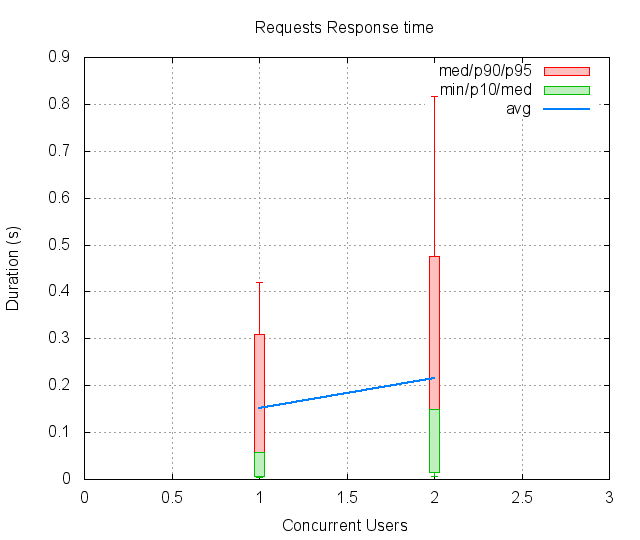 Requests Response time
0.9
0.8
0.7
0.6
0.5
0.4
0.3
0.2
0.1
0
Duration (s)
med/p90/p95
min/p10/med
avg
0 0.5 1 1.5 2 2.5 3
Concurrent Users